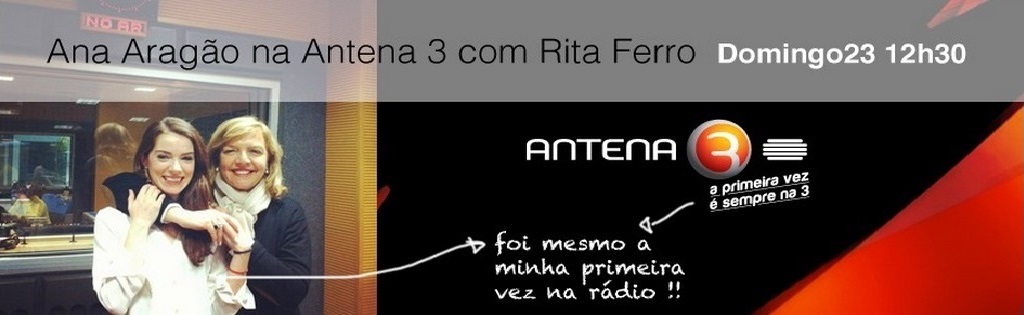 NO AR
Ana Aragão na Antena 3 com Rita Ferro Domingo23 12h30
ANTENA 3
a primeira vez
é sempre na 3
foi mesmo a
minha primeira
vez na rádio !!